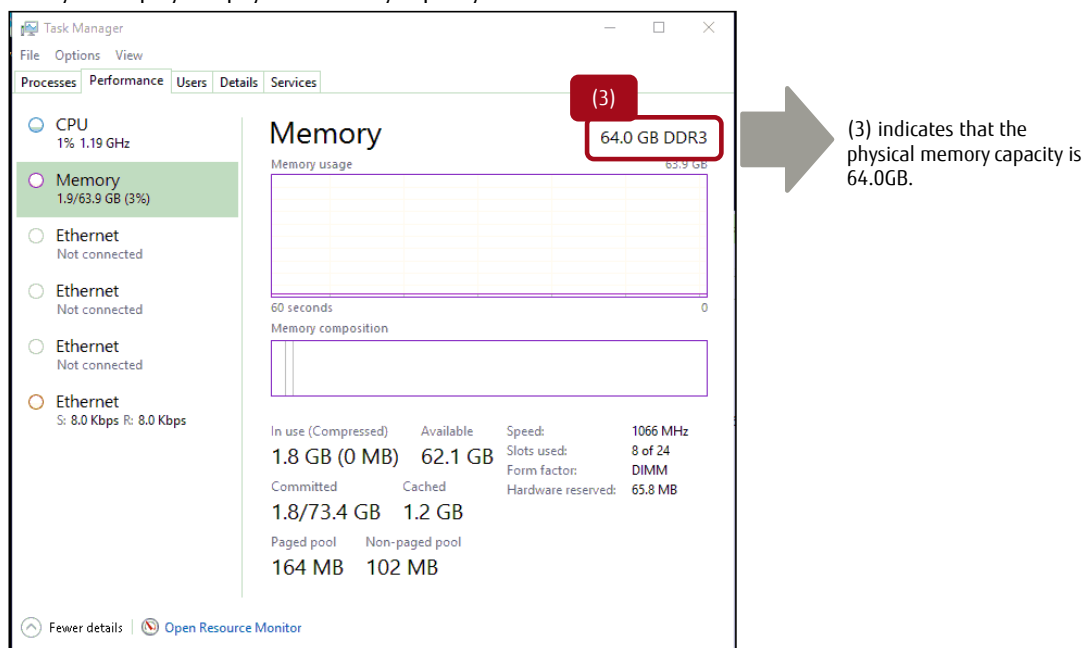 Task Manager
File Options View
Processes Performance Users Details Services
(3)
CPU
1% 1.19 GHz
Memory
1.9/63.9 GB (3%)
Ethernet
Not connected
Ethernet
Not connected
Ethernet
Not connected
Ethernet
S: 8.0 Kbps R: 8.0 Kbps
Memory 64.0 GB DDR3
Memory usage 63.9 GB
60 seconds 0
Memory composition
In use (Compressed) Available
1.8 GB (0 MB) 62.1 GB
Committed Cached
1.8/73.4 GB 1.2 GB
Paged pool Non-paged pool
164 MB 102 MB
Speed: 1066 MHz
Slots used: 8 of 24
Form factor: DIMM
Hardware reserved: 65.8 MB
Fewer details Open Resource Monitor
(3) indicates that the
physical memory capacity is
64.0GB.